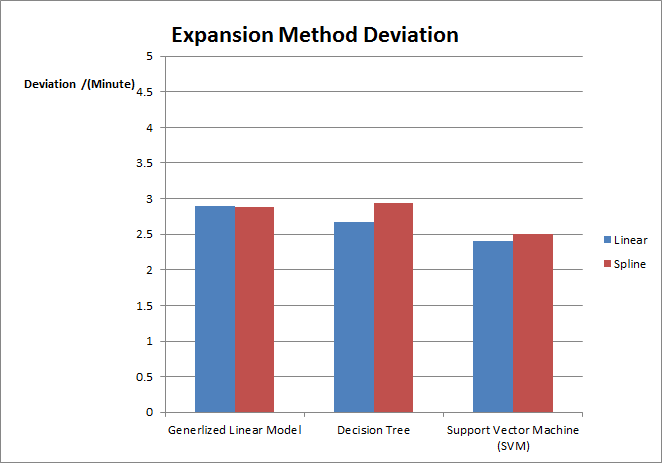 Expansion Method Deviation
Deviation /(Minute)
5
4.5
4
3.5
3
2.5
2
1.5
1
0.5
0
Generlized Linear Model
Decision Tree
Support Vector Machine
(SVM)
Linear
Spline